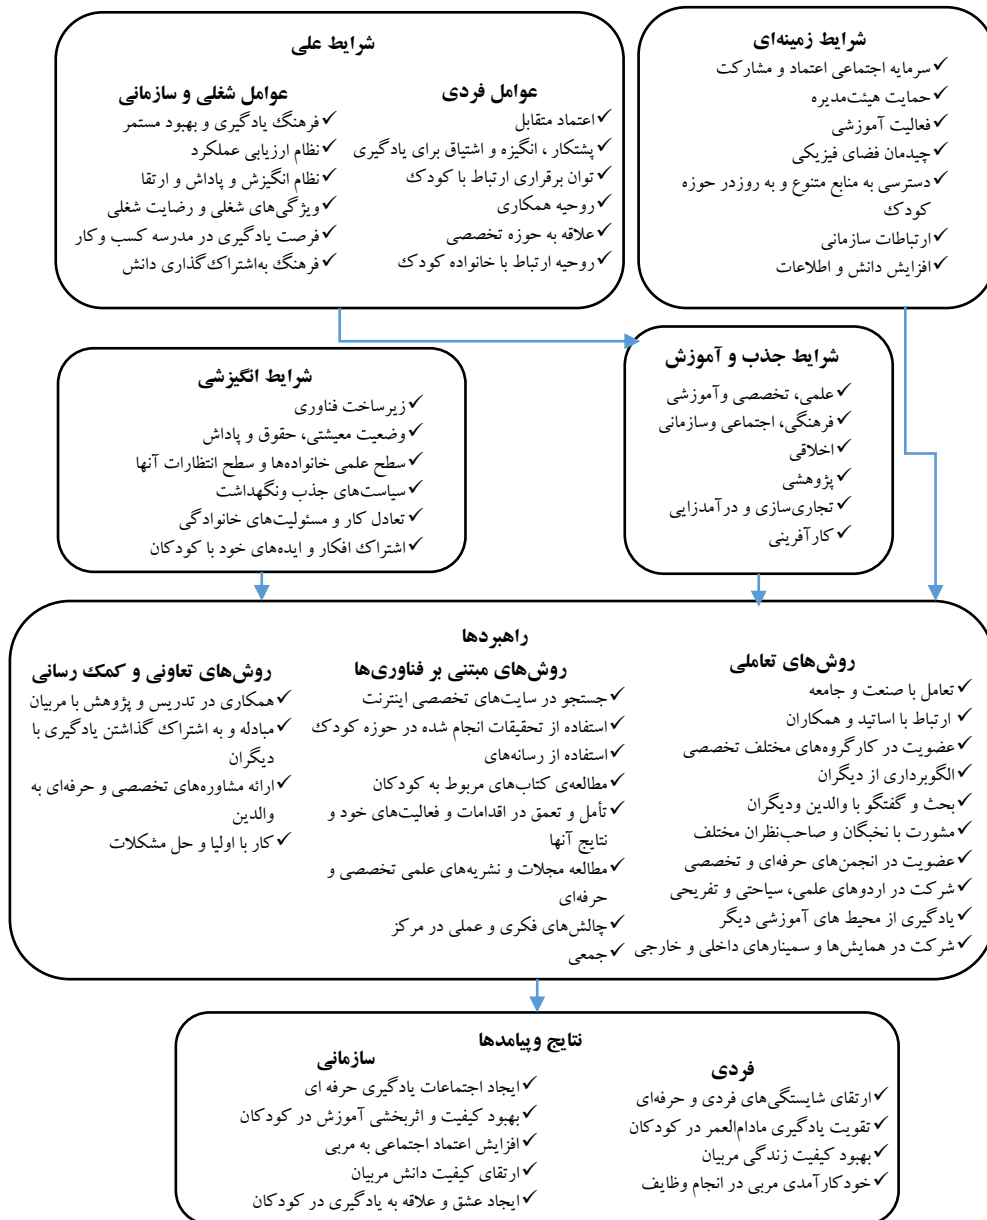 شرایط زمینه‌ای
✓سرمایه اجتماعی اعتماد و مشارکت
✓حمایت هیئت‌مدیره
✓فعالیت آموزشی
✓چیدمان فضای فیزیکی
✓دسترسی به منابع متنوع و به روزدر حوزه
کودک
✓ارتباطات سازمانی
✓افزایش دانش و اطلاعات
شرایط علی
عوامل فردی
✓اعتماد متقابل
✓پشتکار ، انگیزه و اشتیاق برای یادگیری
✓توان برقراری ارتباط با کودک
✓روحیه همکاری
✓علاقه به حوزه تخصصی
✓روحیه ارتباط با خانواده کودک
عوامل شغلی و سازمانی
✓فرهنگ یادگیری و بهبود مستمر
✓نظام ارزیابی عملکرد
✓نظام انگیزش و پاداش و ارتقا
✓ویژگی‌های شغلی و رضایت شغلی
✓فرصت یادگیری در مدرسه کسب وکار
✓فرهنگ به‌اشتراک‌گذاری دانش
شرایط جذب و آموزش
✓علمی، تخصصی وآموزشی
✓فرهنگی، اجتماعی وسازمانی
✓اخلاقی
✓پژوهشی
✓تجاری‌سازی و درآمدزایی
✓کارآفرینی
شرایط انگیزشی
✓زیرساخت فناوری
✓وضعیت معیشتی، حقوق و پاداش
✓سطح علمی خانواده‌ها و سطح انتظارات آنها
✓سیاست‌های جذب ونگهداشت
✓تعادل کار و مسئولیت‌های خانوادگی
✓اشتراک افکار و ایده‌های خود با کودکان
راهبردها
روش‌های تعاملی
✓تعامل با صنعت و جامعه
✓ارتباط با اساتید و همکاران
✓عضویت در کارگروه‌های مختلف تخصصی
✓الگوبرداری از دیگران
✓بحث و گفتگو با والدین ودیگران
✓مشورت با نخبگان و صاحب‌نظران مختلف
✓عضویت در انجمن‌های حرفه‌ای و تخصصی
✓شرکت در اردوهای علمی، سیاحتی و تفریحی
✓یادگیری از محیط های آموزشی دیگر
✓شرکت در همایش‌ها و سمینارهای داخلی و خارجی
روش‌های مبتنی بر فناوری‌ها
✓جستجو در سایت‌های تخصصی اینترنت
✓استفاده از تحقیقات انجام شده در حوزه کودک
✓استفاده از رسانه‌های
✓مطالعه‌ی کتاب‌های مربوط به کودکان
✓تأمل و تعمق در اقدامات و فعالیت‌های خود و
نتایج آنها
✓مطالعه مجلات و نشریه‌های علمی تخصصی و
حرفه‌ای
✓چالش‌های فکری و عملی در مرکز
✓جمعی
روش‌های تعاونی و کمک رسانی
✓همکاری در تدریس و پژوهش با مربیان
✓مبادله و به اشتراک گذاشتن یادگیری با
دیگران
✓ارائه مشاوره‌های تخصصی و حرفه‌ای به
والدین
✓کار با اولیا و حل مشکلات
نتایج وپیامدها
فردی
✓ارتقای شایستگی‌های فردی و حرفه‌ای
✓تقویت یادگیری مادام‌العمر در کودکان
✓بهبود کیفیت زندگی مربیان
✓خودکارآمدی مربی در انجام وظایف
سازمانی
✓ایجاد اجتماعات یادگیری حرفه ای
✓بهبود کیفیت و اثربخشی آموزش در کودکان
✓افزایش اعتماد اجتماعی به مربی
✓ارتقای کیفیت دانش مربیان
✓ایجاد عشق و علاقه به یادگیری در کودکان